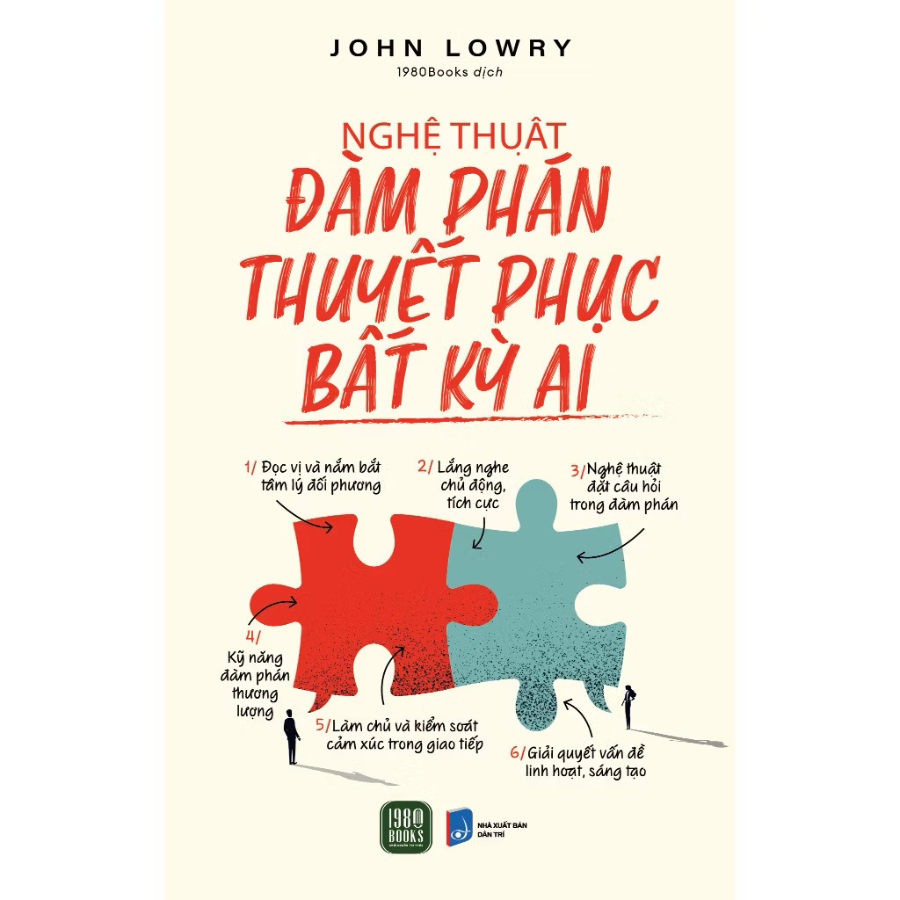 JOHN LOWRY
1980Books dịch
NGHỆ THUẬT
ĐÀM PHÁN
THUYẾT PHỤC
BẤT KỲ AI
1/ Đọc vị và nắm bắt
tâm lý đối phương
2/ Lắng nghe
chủ động,
tích cực
3/ Nghệ thuật
đặt câu hỏi
trong đàm phán
4/
Kỹ năng
đàm phán
thương
lượng
5/ Làm chủ và kiểm soát
cảm xúc trong giao tiếp
6/ Giải quyết vấn đề
linh hoạt, sáng tạo
1980
BOOKS
NHÀ XUẤT BẢN
DÂN TRÍ